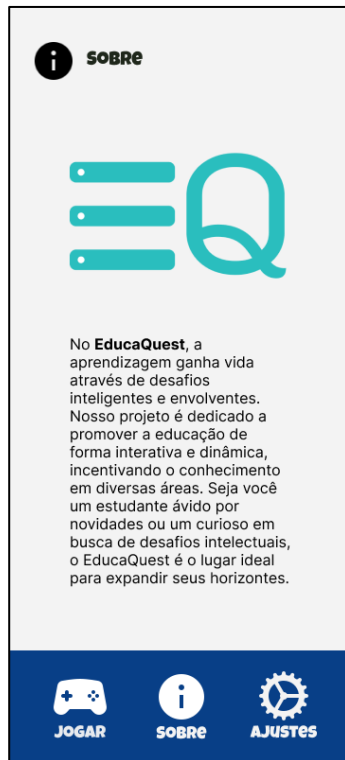 SOBRE
EQ
No EducaQuest, a
aprendizagem ganha vida
através de desafios
inteligentes e envolventes.
Nosso projeto é dedicado a
promover a educação de
forma interativa e dinâmica,
incentivando o conhecimento
em diversas áreas. Seja você
um estudante ávido por
novidades ou um curioso em
busca de desafios intelectuais,
o EducaQuest é o lugar ideal
para expandir seus horizontes.
JOGAR SOBRE AJUSTES